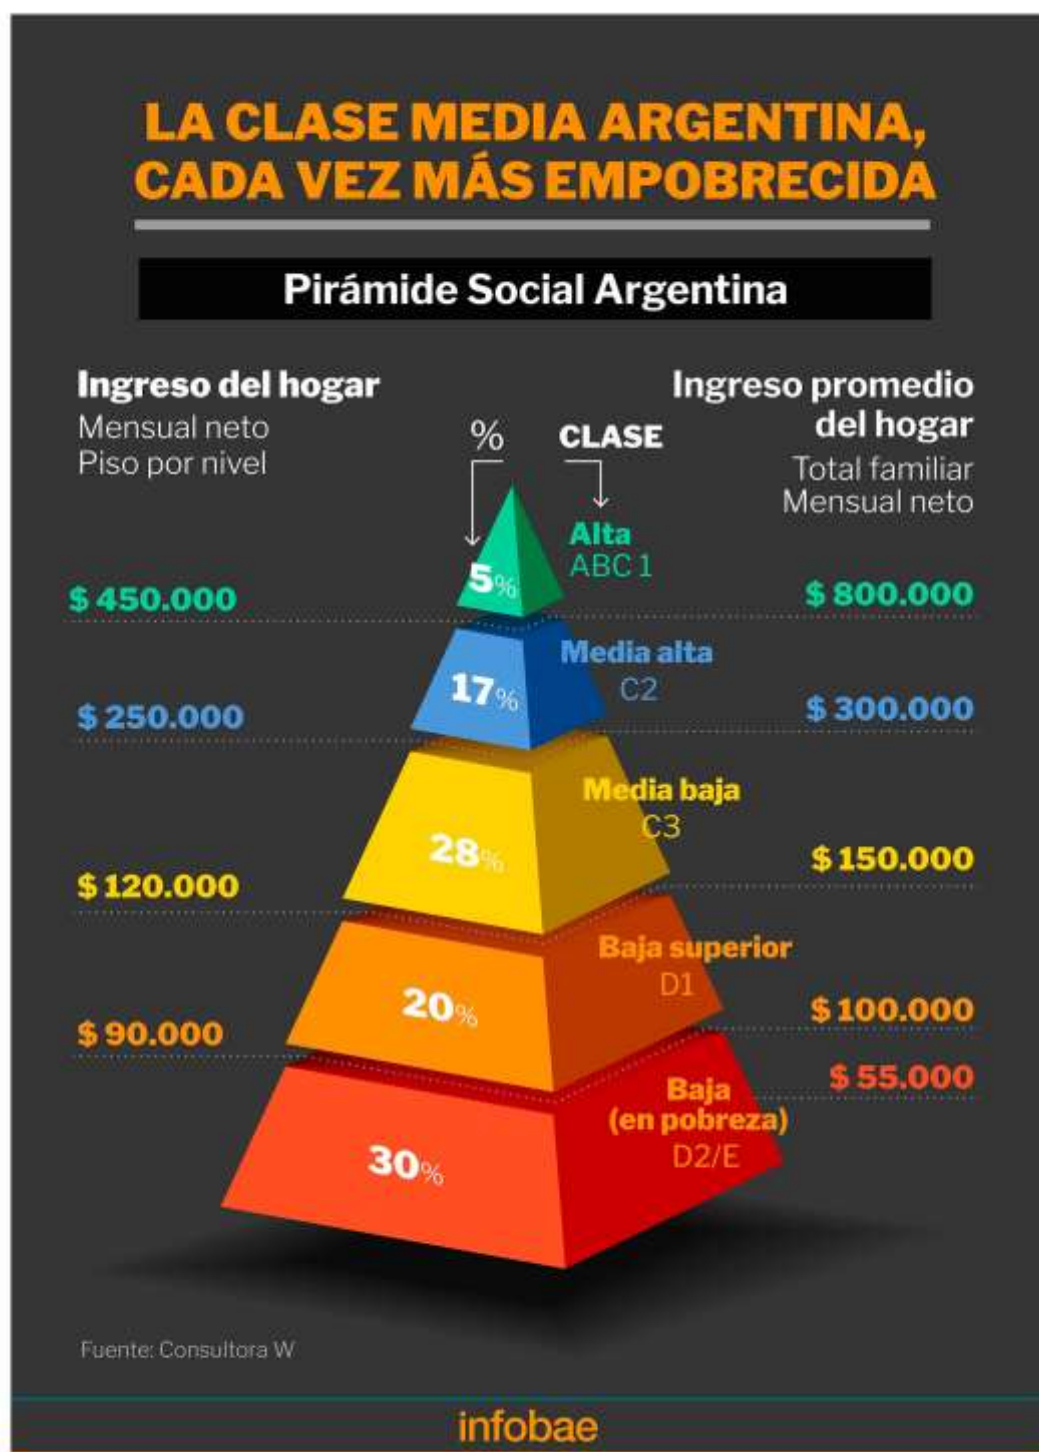 LA CLASE MEDIA ARGENTINA,
CADA VEZ MÁS EMPOBRECIDA
Pirámide Social Argentina
Ingreso del hogar
Mensual neto
Piso por nivel
%
CLASE
Ingreso promedio
del hogar
Total familiar
Mensual neto
Alta
ABC 1
5%
$ 450.000
$ 800.000
Media alta
C2
17%
$ 250.000
$ 300.000
Media baja
C3
28%
$ 120.000
$ 150.000
Baja superior
D1
20%
$ 90.000
$ 100.000
$ 55.000
Baja
(en pobreza)
D2/E
30%
Fuente: Consultora W
infobae